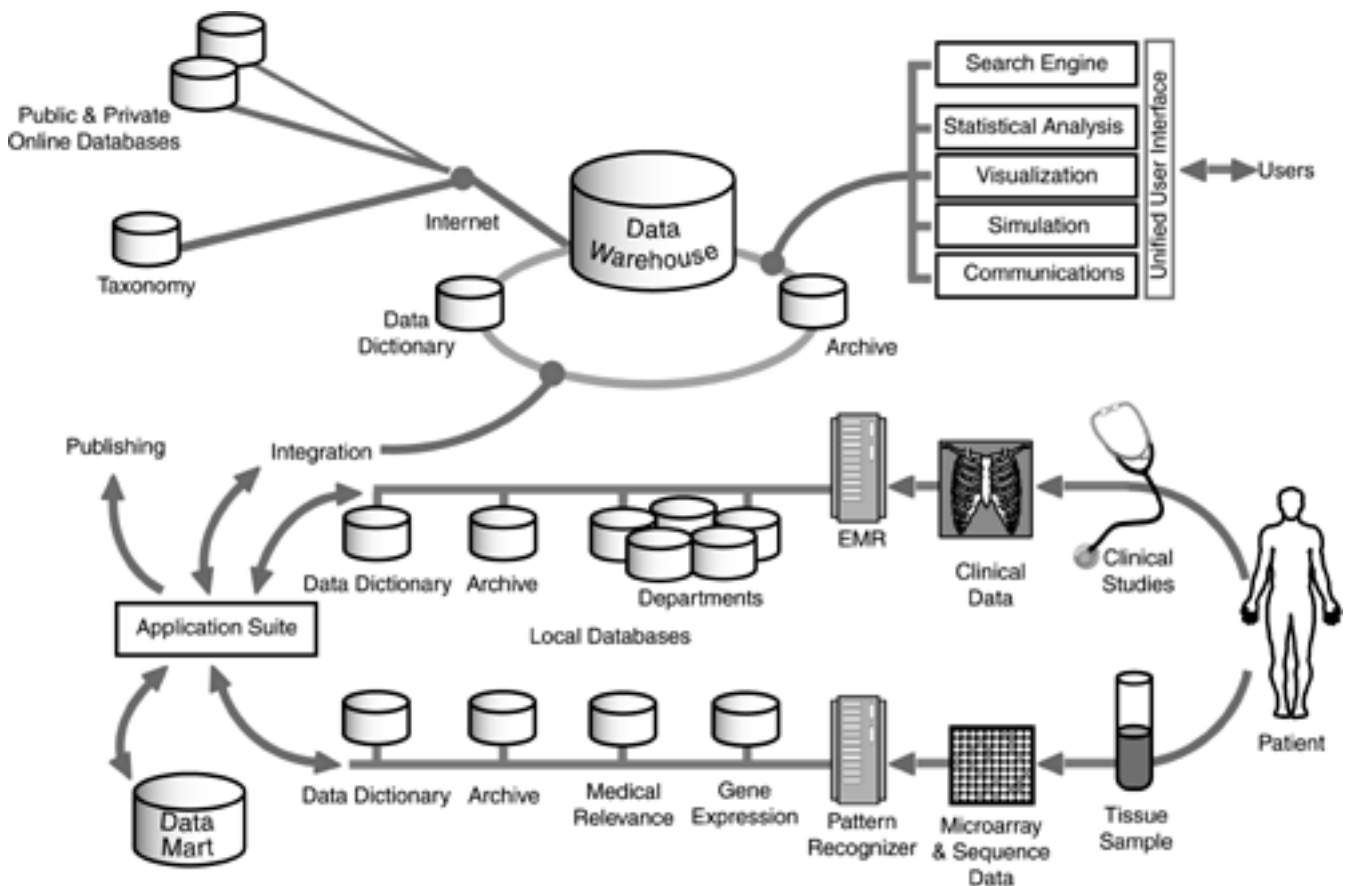 Public & Private
Online Databases
Taxonomy
Internet
Data
Warehouse
Data
Dictionary
Archive
Search Engine
Statistical Analysis
Visualization
Simulation
Communications
Unified User Interface
Users
Publishing
Integration
Data Dictionary
Archive
Departments
EMR
Clinical
Data
Clinical
Studies
Application Suite
Local Databases
Patient
Data Dictionary
Archive
Medical
Relevance
Gene
Expression
Pattern
Recognizer
Microarray
& Sequence
Data
Tissue
Sample
Data
Mart